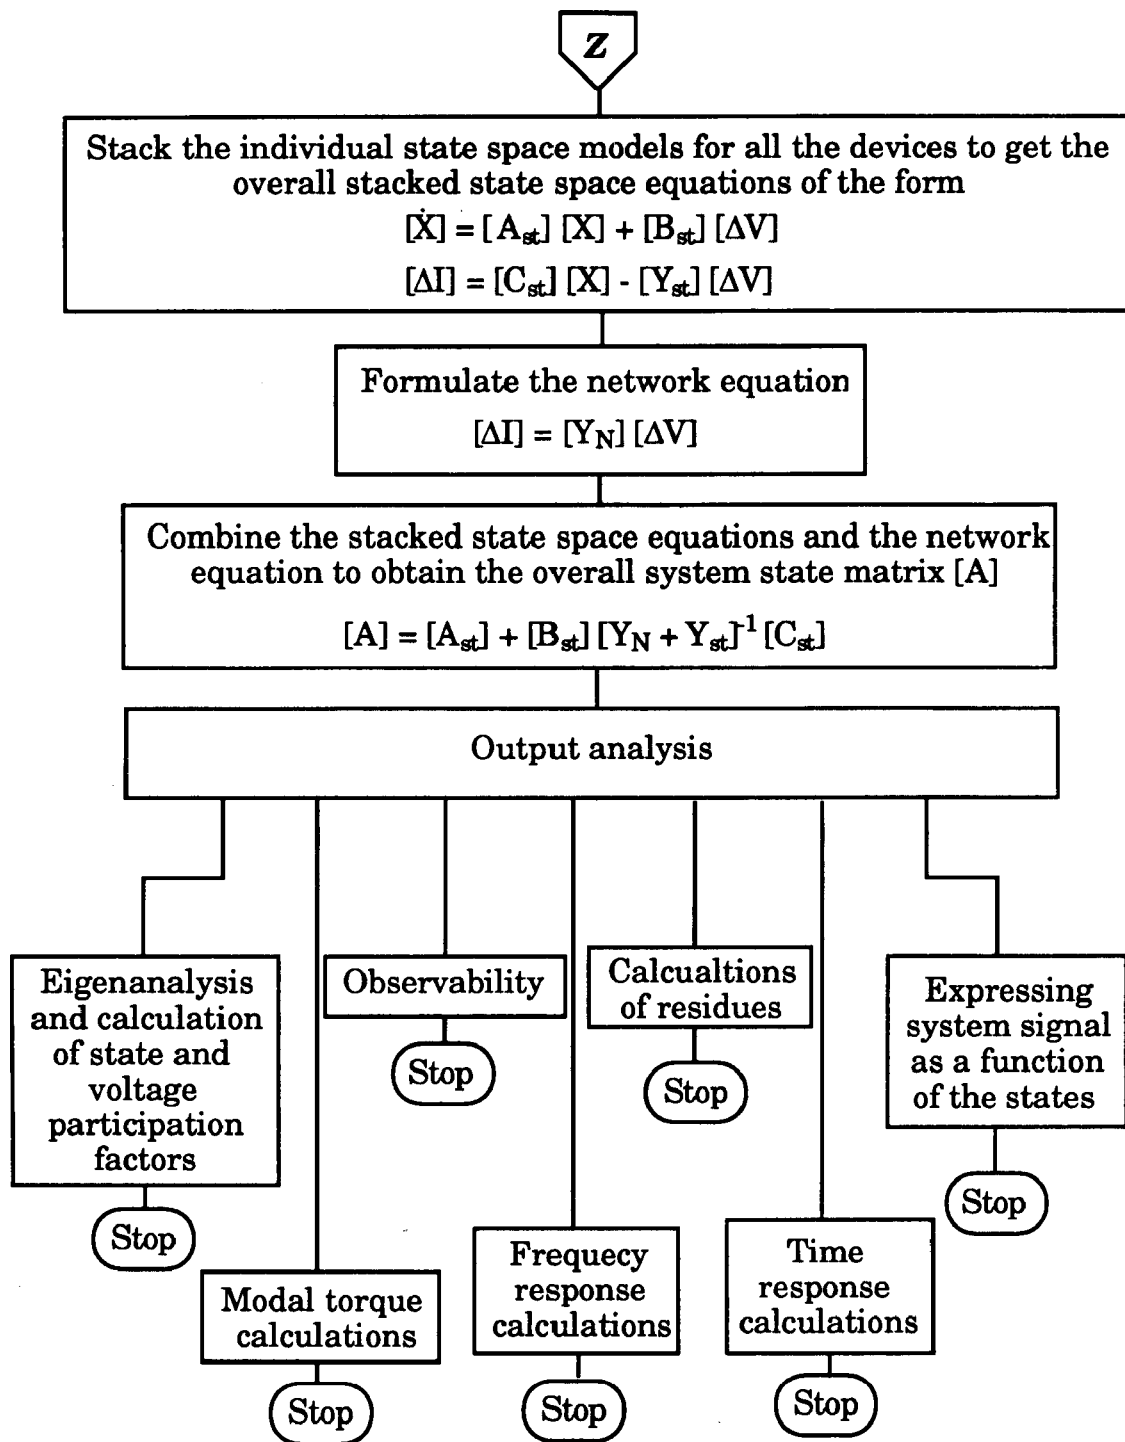 Z
Stack the individual state space models for all the devices to get the
overall stacked state space equations of the form
[Ẋ] = [A_st] [X] + [B_st] [ΔV]
[ΔI] = [C_st] [X] - [Y_st] [ΔV]
Formulate the network equation
[ΔI] = [Y_N] [ΔV]
Combine the stacked state space equations and the network
equation to obtain the overall system state matrix [A]
[A] = [A_st] + [B_st] [Y_N + Y_st]^-1 [C_st]
Output analysis
Eigenanalysis
and calculation
of state and
voltage
participation
factors
Stop
Modal torque
calculations
Stop
Observability
Stop
Frequecy
response
calculations
Stop
Calcualtions
of residues
Stop
Time
response
calculations
Stop
Expressing
system signal
as a function
of the states
Stop